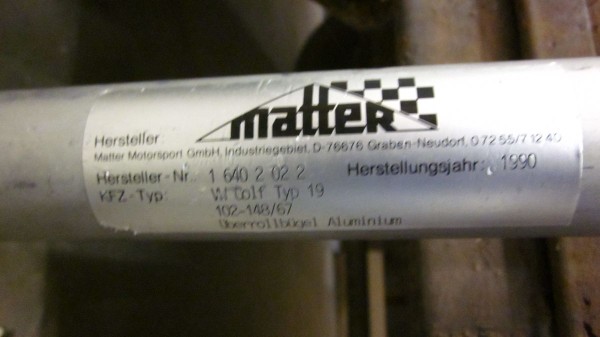 Hersteller: matter
Matter Motorsport GmbH, Industriegebiet, D-76676 Graben-Neudorf, 0 72 55/7 12 40
Hersteller-Nr.: 1 640 2 02 2 Herstellungsjahr: 1990
KFZ-Typ: VW Golf Typ 19
102-148/67
Überrollbügel Aluminium